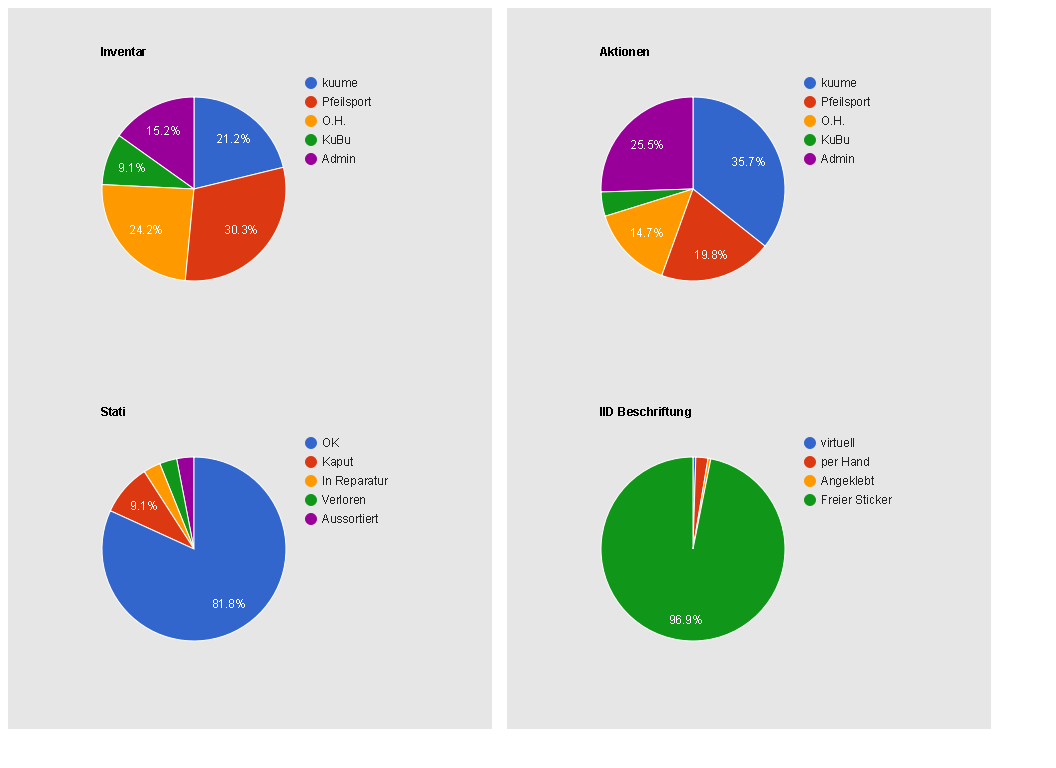 Inventar
kuume
Pfeilsport
O.H.
KuBu
Admin
15.2%
21.2%
9.1%
24.2%
30.3%
Aktionen
kuume
Pfeilsport
O.H.
KuBu
Admin
25.5%
35.7%
14.7%
19.8%
Stati
OK
Kaput
In Reparatur
Verloren
Aussortiert
9.1%
81.8%
IID Beschriftung
virtuell
per Hand
Angeklebt
Freier Sticker
96.9%